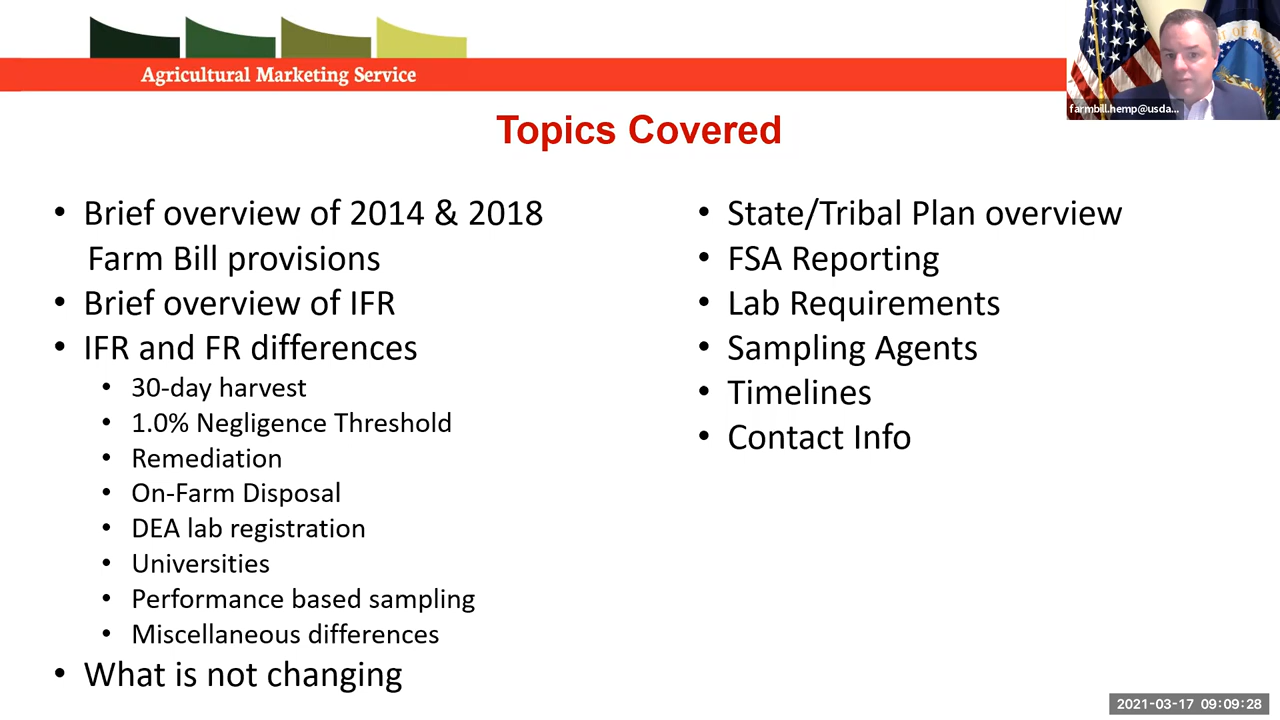 Agricultural Marketing Service
farmbill.hemp@usda...
Topics Covered
• Brief overview of 2014 & 2018
Farm Bill provisions
• Brief overview of IFR
• IFR and FR differences
• 30-day harvest
• 1.0% Negligence Threshold
• Remediation
• On-Farm Disposal
• DEA lab registration
• Universities
• Performance based sampling
• Miscellaneous differences
• What is not changing
• State/Tribal Plan overview
• FSA Reporting
• Lab Requirements
• Sampling Agents
• Timelines
• Contact Info
2021-03-17 09:09:28